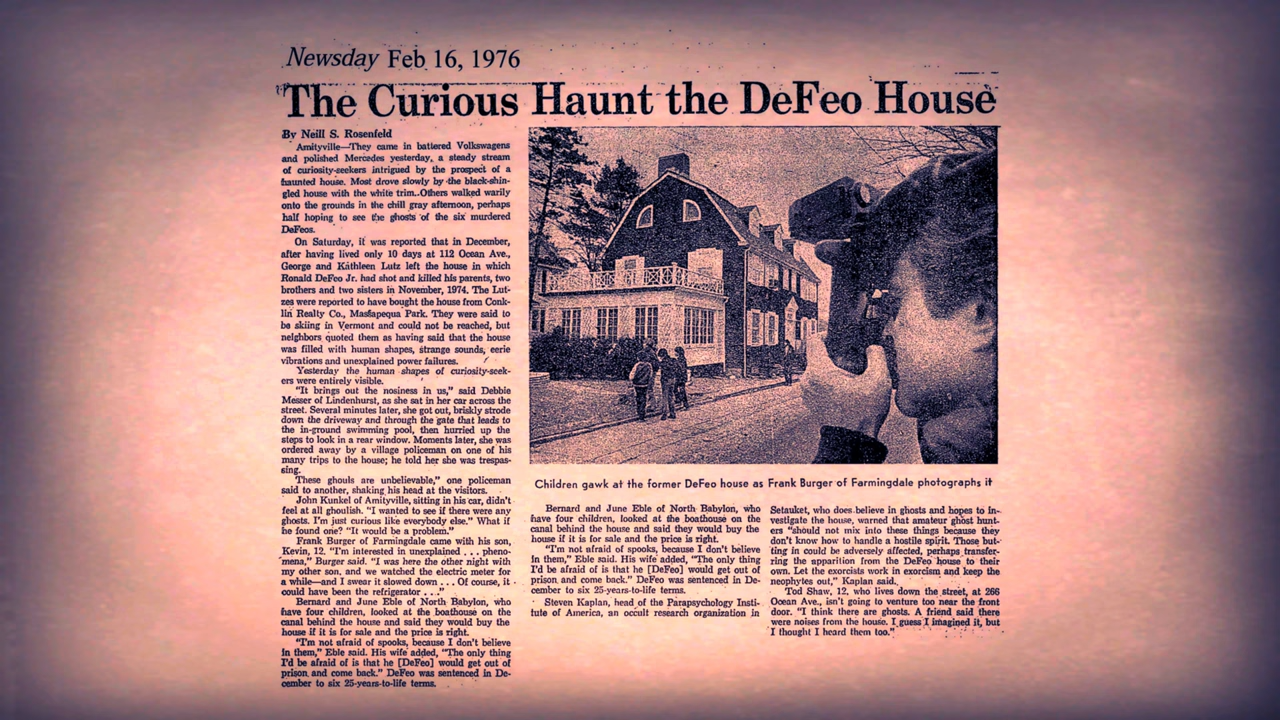 Newsday Feb 16, 1976
The Curious Haunt the DeFeo House
By Neill S. Rosenfeld
Amityville—They came in battered Volkswagens
and polished Mercedes yesterday, a steady stream
of curiosity-seekers intrigued by the prospect of a
haunted house. Most drove slowly by the black-shin-
gled house with the white trim. Others walked warily
onto the grounds in the chill gray afternoon, perhaps
half hoping to see the ghosts of the six murdered
DeFeos.
On Saturday, it was reported that in December,
after having lived only 10 days at 112 Ocean Ave.,
George and Kathleen Lutz left the house in which
Ronald DeFeo Jr. had shot and killed his parents, two
brothers and two sisters in November, 1974. The Lut-
zes were reported to have bought the house from Conk-
lin Realty Co., Massapequa Park. They were said to
be skiing in Vermont and could not be reached, but
neighbors quoted them as having said that the house
was filled with human shapes, strange sounds, eerie
vibrations and unexplained power failures.
Yesterday the human shapes of curiosity-seek-
ers were entirely visible.
"It brings out the nosiness in us," said Debbie
Messer of Lindenhurst, as she sat in her car across the
street. Several minutes later, she got out, briskly strode
down the driveway and through the gate that leads to
the in-ground swimming pool, then hurried up the
steps to look in a rear window. Moments later, she was
ordered away by a village policeman on one of his
many trips to the house; he told her she was trespas-
sing.
These ghouls are unbelievable," one policeman
said to another, shaking his head at the visitors.
John Kunkel of Amityville, sitting in his car, didn't
feel at all ghoulish. "I wanted to see if there were any
ghosts. I'm just curious like everybody else." What if
he found one? "It would be a problem."
Frank Burger of Farmingdale came with his son,
Kevin, 12. "I'm interested in unexplained . . . pheno-
mena," Burger said. "I was here the other night with
my other son, and we watched the electric meter for
a while—and I swear it slowed down . . . Of course, it
could have been the refrigerator . . ."
Bernard and June Eble of North Babylon, who
have four children, looked at the boathouse on the
canal behind the house and said they would buy the
house if it is for sale and the price is right.
"I'm not afraid of spooks, because I don't believe
in them," Eble said. His wife added, "The only thing
I'd be afraid of is that he [DeFeo] would get out of
prison and come back." DeFeo was sentenced in De-
cember to six 25-years-to-life terms.
Children gawk at the former DeFeo house as Frank Burger of Farmingdale photographs it
Bernard and June Eble of North Babylon, who
have four children, looked at the boathouse on the
canal behind the house and said they would buy the
house if it is for sale and the price is right.
"I'm not afraid of spooks, because I don't believe
in them," Eble said. His wife added, "The only thing
I'd be afraid of is that he [DeFeo] would get out of
prison and come back." DeFeo was sentenced in De-
cember to six 25-years-to-life terms.
Steven Kaplan, head of the Parapsychology Insti-
tute of America, an occult research organization in
Setauket, who does believe in ghosts and hopes to in-
vestigate the house, warned that amateur ghost hunt-
ers "should not mix into these things because they
don't know how to handle a hostile spirit. Those but-
ting in could be adversely affected, perhaps transfer-
ring the apparition from the DeFeo house to their
own. Let the exorcists work in exorcism and keep the
neophytes out," Kaplan said.
Tod Shaw, 12, who lives down the street, at 266
Ocean Ave., isn't going to venture too near the front
door. "I think there are ghosts. A friend said there
were noises from the house. I guess I imagined it, but
I thought I heard them too."